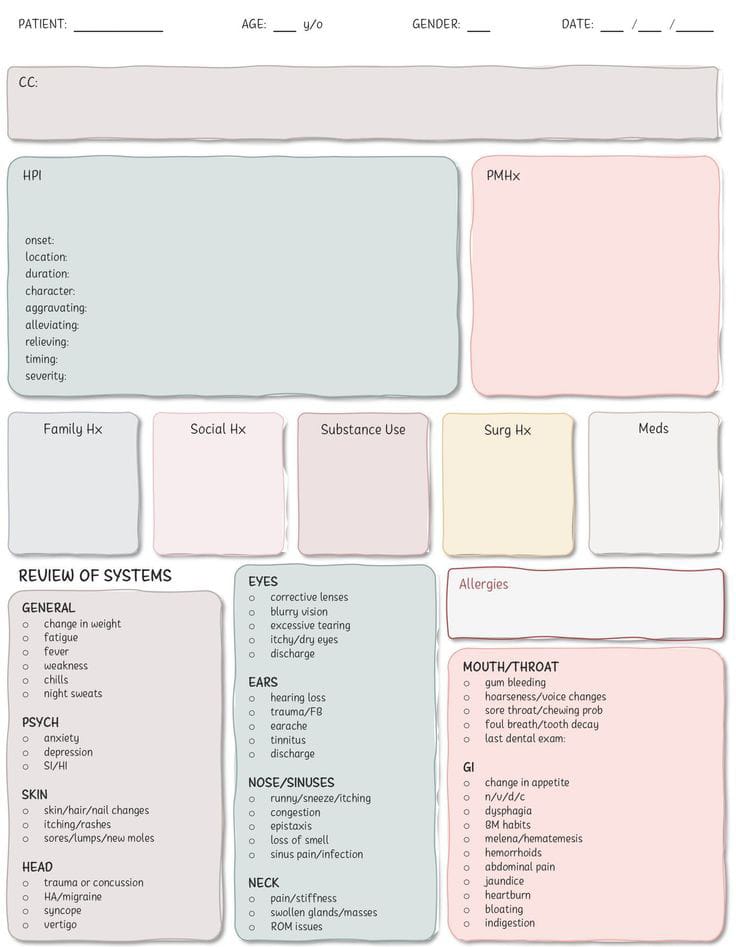 PATIENT: ____________ AGE: ___ y/o GENDER: ___ DATE: ___ /___ /_____
CC:
HPI
onset:
location:
duration:
character:
aggravating:
alleviating:
relieving:
timing:
severity:
PMHx
Family Hx
Social Hx
Substance Use
Surg Hx
Meds
REVIEW OF SYSTEMS
GENERAL
change in weight
fatigue
fever
weakness
chills
night sweats
PSYCH
anxiety
depression
SI/HI
SKIN
skin/hair/nail changes
itching/rashes
sores/lumps/new moles
HEAD
trauma or concussion
HA/migraine
syncope
vertigo
EYES
corrective lenses
blurry vision
excessive tearing
itchy/dry eyes
discharge
EARS
hearing loss
trauma/FB
earache
tinnitus
discharge
NOSE/SINUSES
runny/sneeze/itching
congestion
epistaxis
loss of smell
sinus pain/infection
NECK
pain/stiffness
swollen glands/masses
ROM issues
Allergies
MOUTH/THROAT
gum bleeding
hoarseness/voice changes
sore throat/chewing prob
foul breath/tooth decay
last dental exam:
GI
change in appetite
n/v/d/c
dysphagia
BM habits
melena/hematemesis
hemorrhoids
abdominal pain
jaundice
heartburn
bloating
indigestion